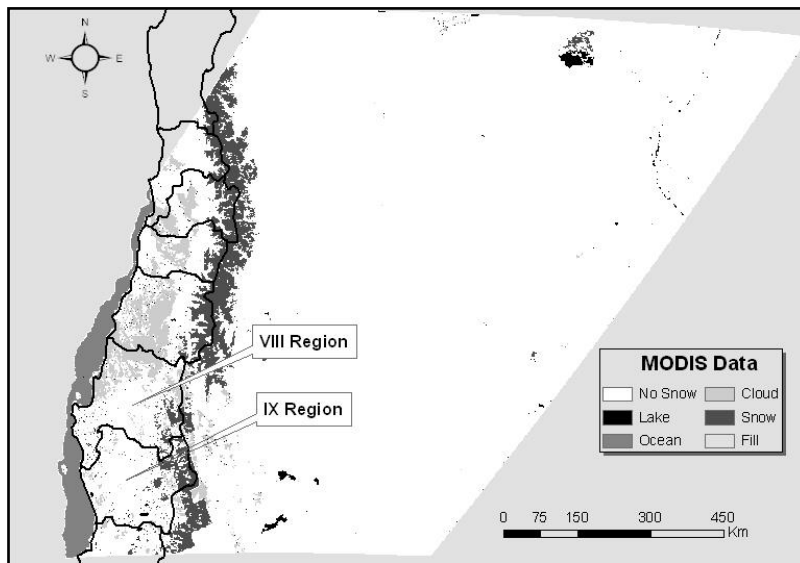 N
W E
S
VIII Region
IX Region
MODIS Data
No Snow Cloud
Lake Snow
Ocean Fill
0 75 150 300 450
Km